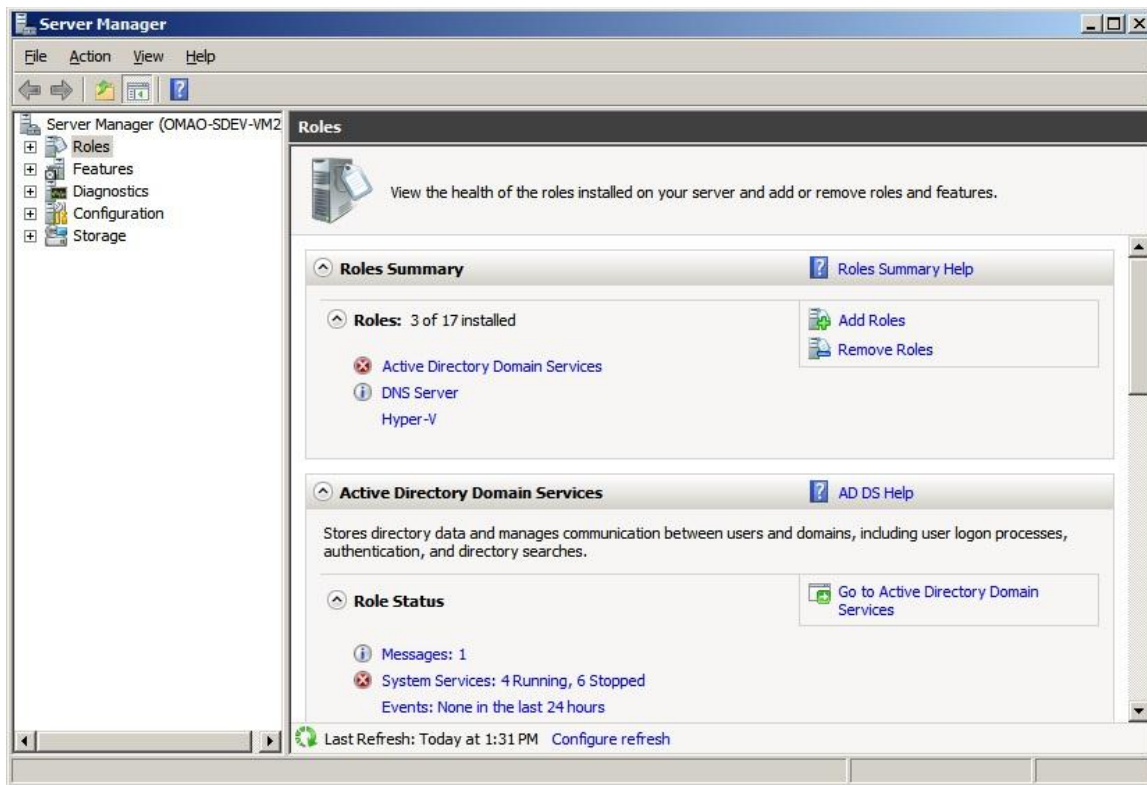 Server Manager
File Action View Help
Server Manager (OMAO-SDEV-VM2
Roles
Features
Diagnostics
Configuration
Storage
Roles
View the health of the roles installed on your server and add or remove roles and features.
Roles Summary
Roles Summary Help
Roles: 3 of 17 installed
Add Roles
Remove Roles
Active Directory Domain Services
DNS Server
Hyper-V
Active Directory Domain Services
AD DS Help
Stores directory data and manages communication between users and domains, including user logon processes,
authentication, and directory searches.
Role Status
Go to Active Directory Domain
Services
Messages: 1
System Services: 4 Running, 6 Stopped
Events: None in the last 24 hours
Last Refresh: Today at 1:31 PM Configure refresh